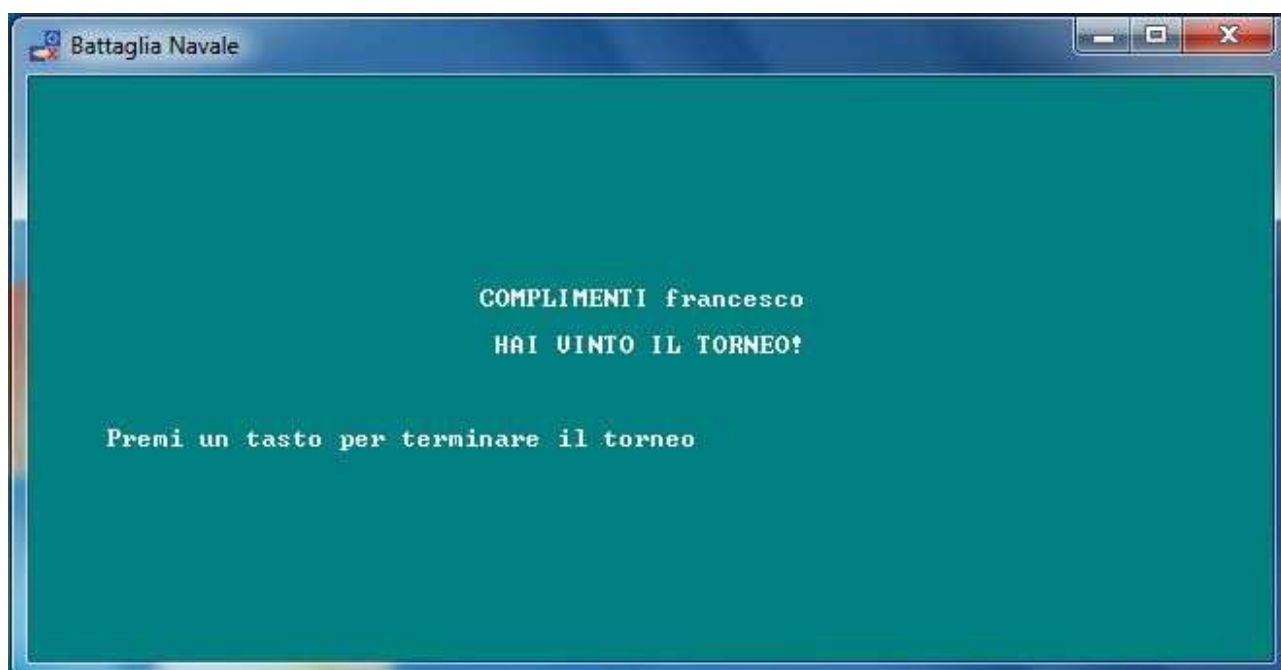 Battaglia Navale
COMPLIMENTI francesco
HAI VINTO IL TORNEO!
Premi un tasto per terminare il torneo